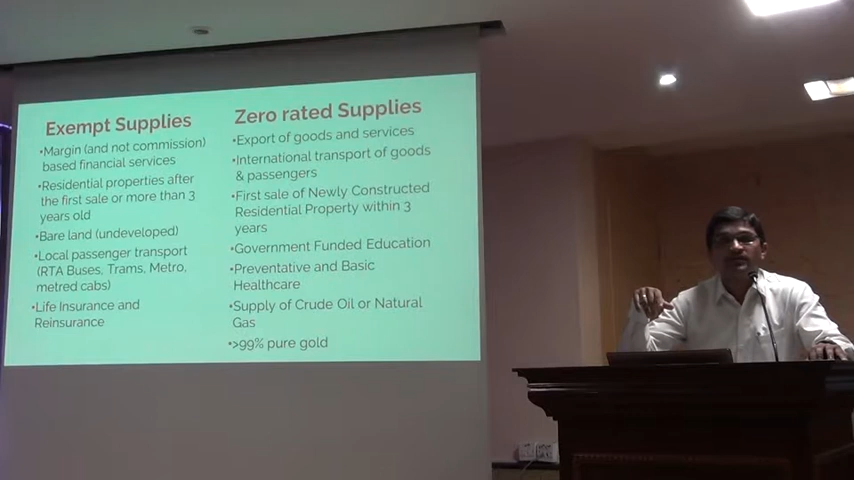 Exempt Supplies
•Margin (and not commission)
based financial services
•Residential properties after
the first sale or more than 3
years old
•Bare land (undeveloped)
•Local passenger transport
(RTA Buses, Trams, Metro,
metred cabs)
•Life Insurance and
Reinsurance
Zero rated Supplies
•Export of goods and services
•International transport of goods
& passengers
•First sale of Newly Constructed
Residential Property within 3
years
•Government Funded Education
•Preventative and Basic
Healthcare
•Supply of Crude Oil or Natural
Gas
•>99% pure gold